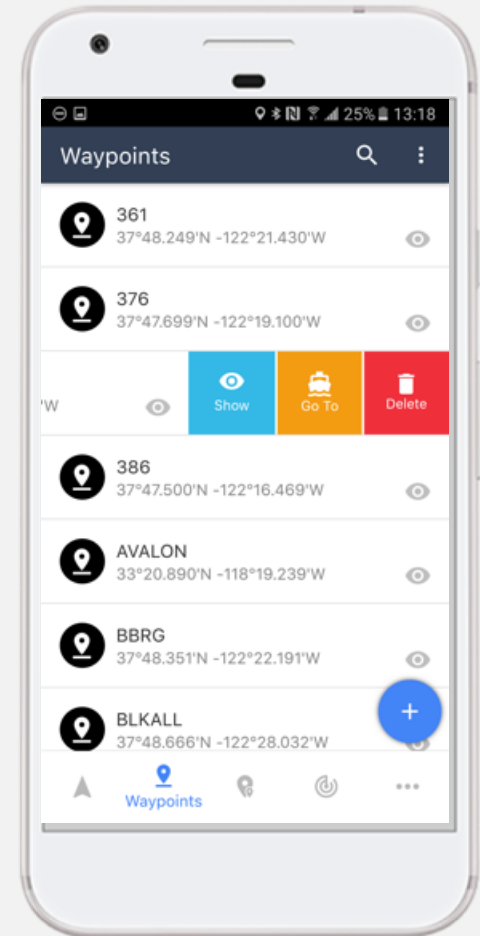 25% 13:18
Waypoints
361
37°48.249'N -122°21.430'W
376
37°47.699'N -122°19.100'W
'W Show Go To Delete
386
37°47.500'N -122°16.469'W
AVALON
33°20.890'N -118°19.239'W
BBRG
37°48.351'N -122°22.191'W
BLKALL
37°48.666'N -122°28.032'W
Waypoints